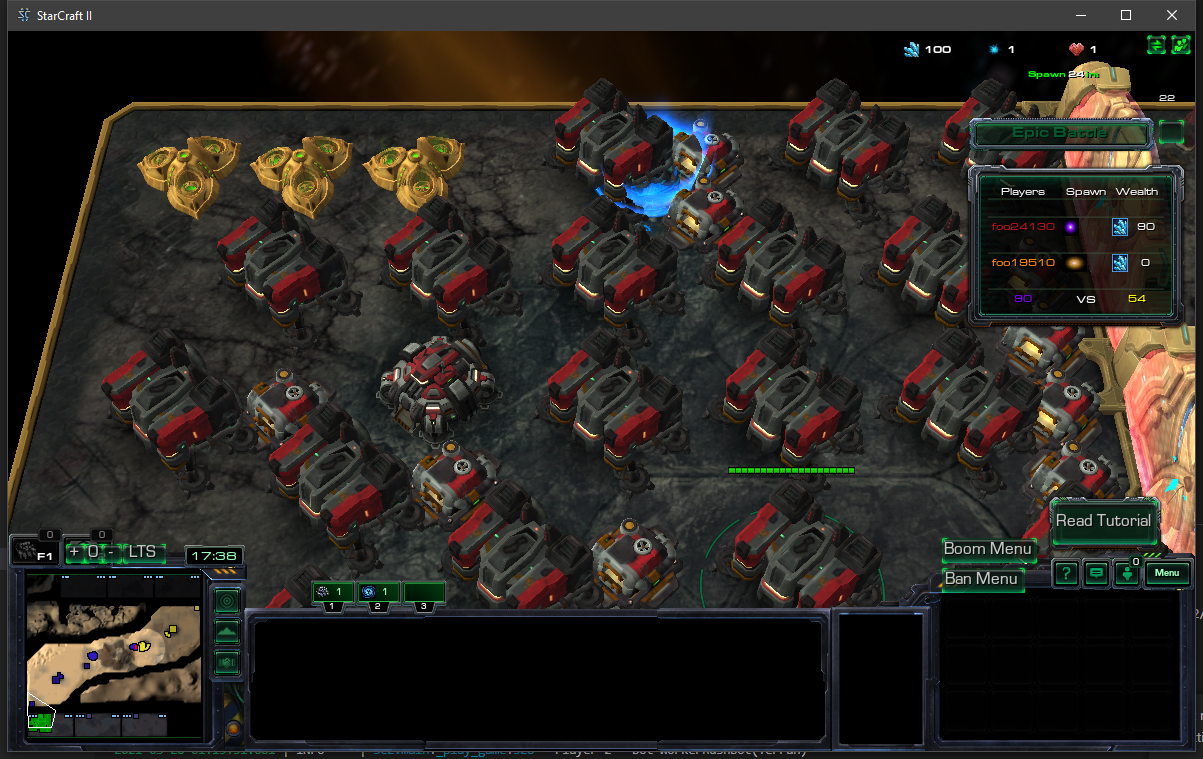 StarCraft II
100 1 1
Spawn 24 in:
22
Epic Battle
Players Spawn Wealth
foo24130 90
foo19510 0
90 VS 54
Read Tutorial
Boom Menu
Ban Menu
0
? Menu
0 0
F1 + 0 - LTS
17:38
1 1
1 2 3